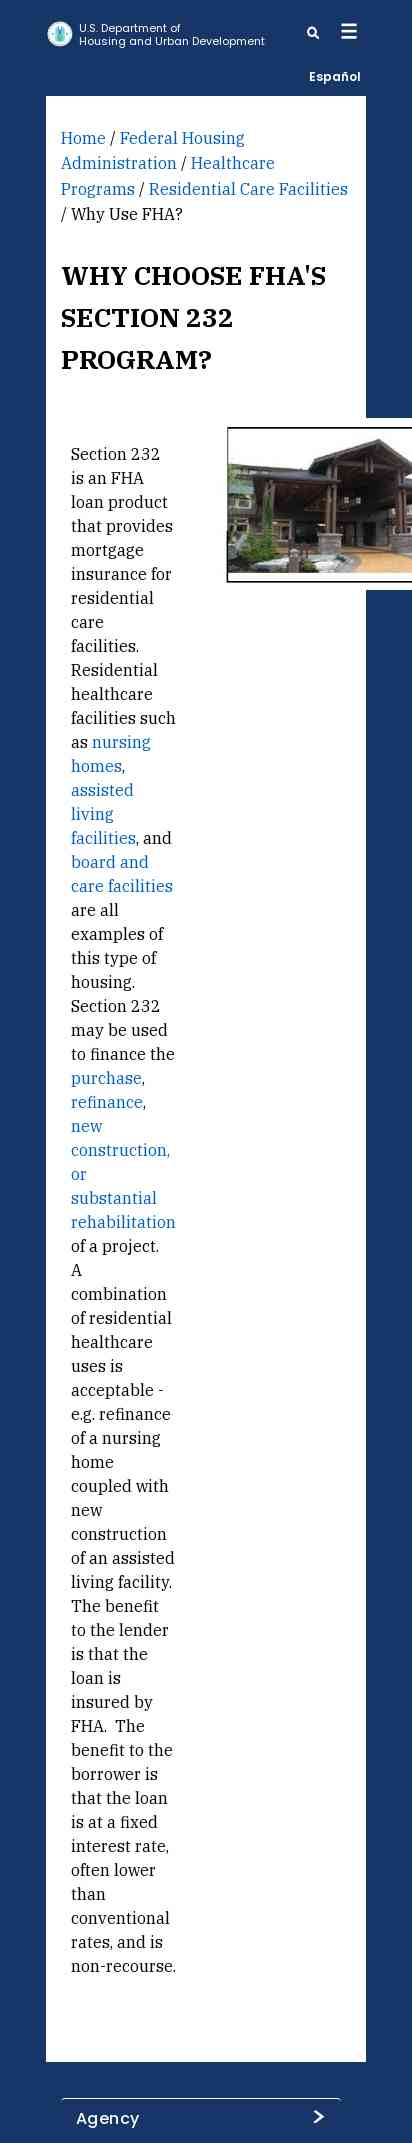 U.S. Department of
Housing and Urban Development
Español
Home / Federal Housing
Administration / Healthcare
Programs / Residential Care Facilities
/ Why Use FHA?
WHY CHOOSE FHA'S
SECTION 232
PROGRAM?
Section 232
is an FHA
loan product
that provides
mortgage
insurance for
residential
care
facilities.
Residential
healthcare
facilities such
as nursing
homes,
assisted
living
facilities, and
board and
care facilities
are all
examples of
this type of
housing.
Section 232
may be used
to finance the
purchase,
refinance,
new
construction,
or
substantial
rehabilitation
of a project.
A
combination
of residential
healthcare
uses is
acceptable -
e.g. refinance
of a nursing
home
coupled with
new
construction
of an assisted
living facility.
The benefit
to the lender
is that the
loan is
insured by
FHA.  The
benefit to the
borrower is
that the loan
is at a fixed
interest rate,
often lower
than
conventional
rates, and is
non-recourse.
Agency